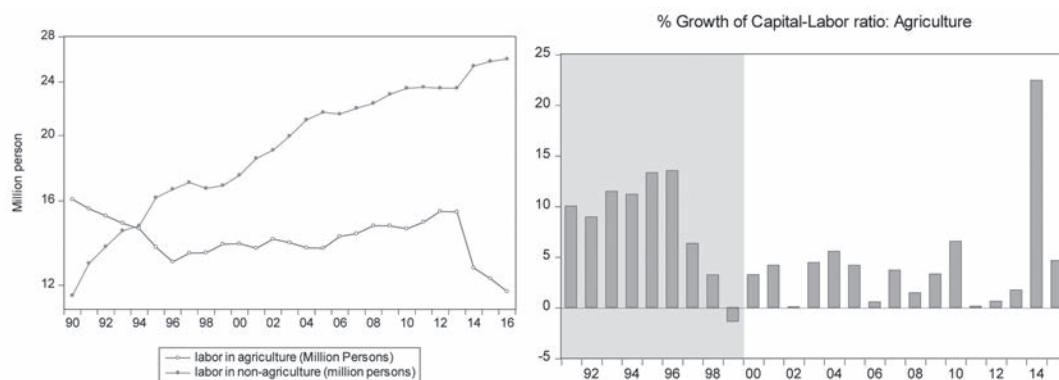 28
24
20
16
12
Million person
90 92 94 96 98 00 02 04 06 08 10 12 14 16
labor in agriculture (Million Persons)
labor in non-agriculture (million persons)
% Growth of Capital-Labor ratio: Agriculture
25
20
15
10
5
0
-5
92 94 96 98 00 02 04 06 08 10 12 14